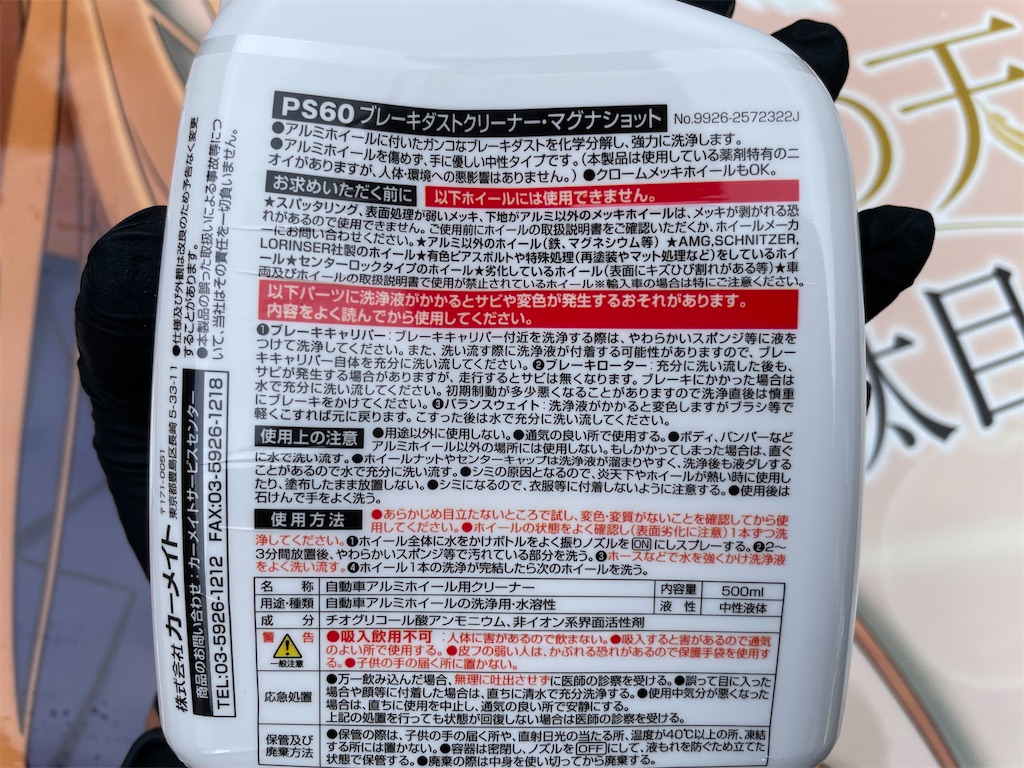 PS60 ブレーキダストクリーナー・マグナショット No.9926-2572322J
●アルミホイールに付いたガンコなブレーキダストを化学分解し、強力に洗浄します。
●アルミホイールを傷めず、手に優しい中性タイプです。(本製品は使用している薬剤特有のニ
オイがありますが、人体・環境への悪影響はありません。) ●クロームメッキホイールもOK。
お求めいただく前に 以下ホイールには使用できません。
★スパッタリング、表面処理が弱いメッキ、下地がアルミ以外のメッキホイールは、メッキが剥がれる恐
れがあるので使用できません。ご使用前にホイールの取扱説明書をご確認いただくか、ホイールメーカ
ーにお問い合わせください。★アルミ以外のホイール(鉄、マグネシウム等) ★AMG,SCHNITZER,
LORINSER社製のホイール★有色ピアスボルトや特殊処理(再塗装やマット処理など)をしているホイ
ール★センターロックタイプのホイール★劣化しているホイール(表面にキズひび割れがある等)★車
両及びホイールの取扱説明書で使用が禁止されているホイール※輸入車の場合は特にご注意ください。
以下パーツに洗浄液がかかるとサビや変色が発生するおそれがあります。
内容をよく読んでから使用してください。
❶ブレーキキャリパー:ブレーキキャリパー付近を洗浄する際は、やわらかいスポンジ等に液を
つけて洗浄してください。また、洗い流す際に洗浄液が付着する可能性がありますので、ブレー
キキャリパー自体を充分に洗い流してください。❷ブレーキローター:充分に洗い流した後も、
サビが発生する場合がありますが、走行するとサビは無くなります。ブレーキにかかった場合は
水で充分に洗い流してください。初期制動が多少悪くなることがありますので洗浄直後は慎重
にブレーキをかけてください。❸バランスウェイト:洗浄液がかかると変色しますがブラシ等で
軽くこすれば元に戻ります。こすった後は水で充分に洗い流してください。
使用上の注意 ●用途以外に使用しない。●通気の良い所で使用する。●ボディ、バンパーなど
アルミホイール以外の場所には使用しない。もしかかってしまった場合は、直ぐ
に水で洗い流す。●ホイールナットやセンターキャップは洗浄液が溜まりやすく、洗浄後も液ダレする
ことがあるので水で充分に洗い流す。●シミの原因となるので、炎天下やホイールが熱い時に使用し
たり、塗布したまま放置しない。●シミになるので、衣服等に付着しないように注意する。●使用後は
石けんで手をよく洗う。
使用方法 ●あらかじめ目立たないところで試し、変色・変質がないことを確認してから使
用してください。●ホイールの状態をよく確認し(表面劣化に注意)1本ずつ洗
浄してください。❶ホイール全体に水をかけボトルをよく振りノズルをONにしスプレーする。❷2〜
3分間放置後、やわらかいスポンジ等で汚れている部分を洗う。❸ホースなどで水を強くかけ洗浄液
をよく洗い流す。❹ホイール1本の洗浄が完結したら次のホイールを洗う。
名 称 自動車アルミホイール用クリーナー 内容量 500ml
用途・種類 自動車アルミホイールの洗浄用・水溶性 液 性 中性液体
成 分 チオグリコール酸アンモニウム、非イオン系界面活性剤
警 告 一般注意 ●吸入飲用不可 :人体に害があるので飲まない。●吸入すると害があるので通気
のよい所で使用する。●皮フの弱い人は、かぶれる恐れがあるので保護手袋を使用す
る。●子供の手の届く所に置かない。
応急処置 ●万一飲み込んだ場合、無理に吐出させずに医師の診察を受ける。●誤って目に入った
場合や顔等に付着した場合は、直ちに清水で充分洗浄する。●使用中気分が悪くなった
場合は、直ちに使用を中止し、通気の良い所で安静にする。
上記の処置を行っても状態が回復しない場合は医師の診察を受ける。
保管及び廃棄方法 ●保管の際は、子供の手の届く所や、直射日光の当たる所、温度が40℃以上の所、凍結
する所には置かない。●容器は密閉し、ノズルをOFFにして、液もれを防ぐため立てた
状態で保管する。●廃棄の際は中身を使い切ってから廃棄する。
●仕様及び外観は改良のため予告なく変更
することがあります。
●本製品の誤った取扱いによる事故等につ
いて、当社はその責任を一切負いません。
株式会社 カーメイト 〒171-0051
東京都豊島区長崎 5-33-11
商品のお問い合わせ:カーメイトサービスセンター
TEL:03-5926-1212 FAX:03-5926-1218
の天
太目